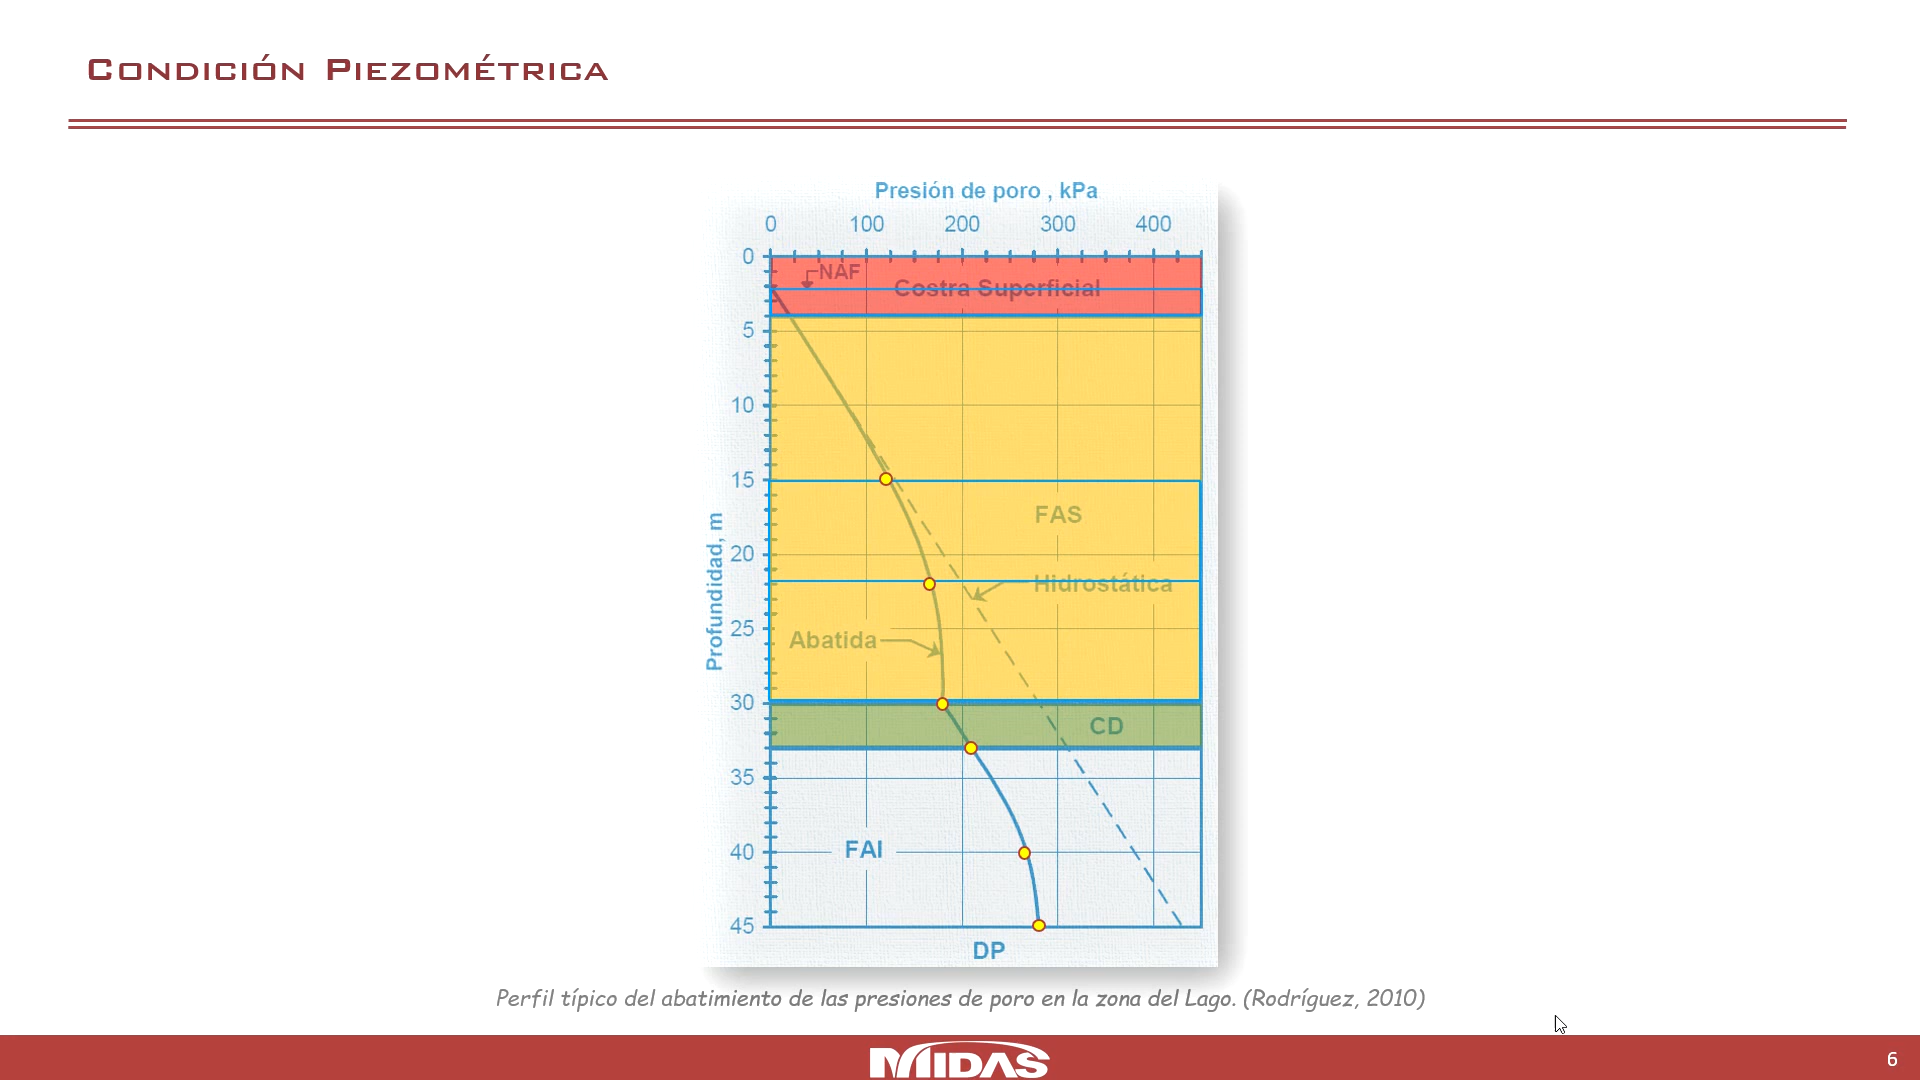 Condición Piezométrica
Presión de poro , kPa
0 100 200 300 400
0
NAF
Costra Superficial
5
10
15
FAS
20
Hidrostática
25
Abatida
Profundidad, m
30
CD
35
FAI
40
45
DP
Perfil típico del abatimiento de las presiones de poro en la zona del Lago. (Rodríguez, 2010)
MIDAS
6